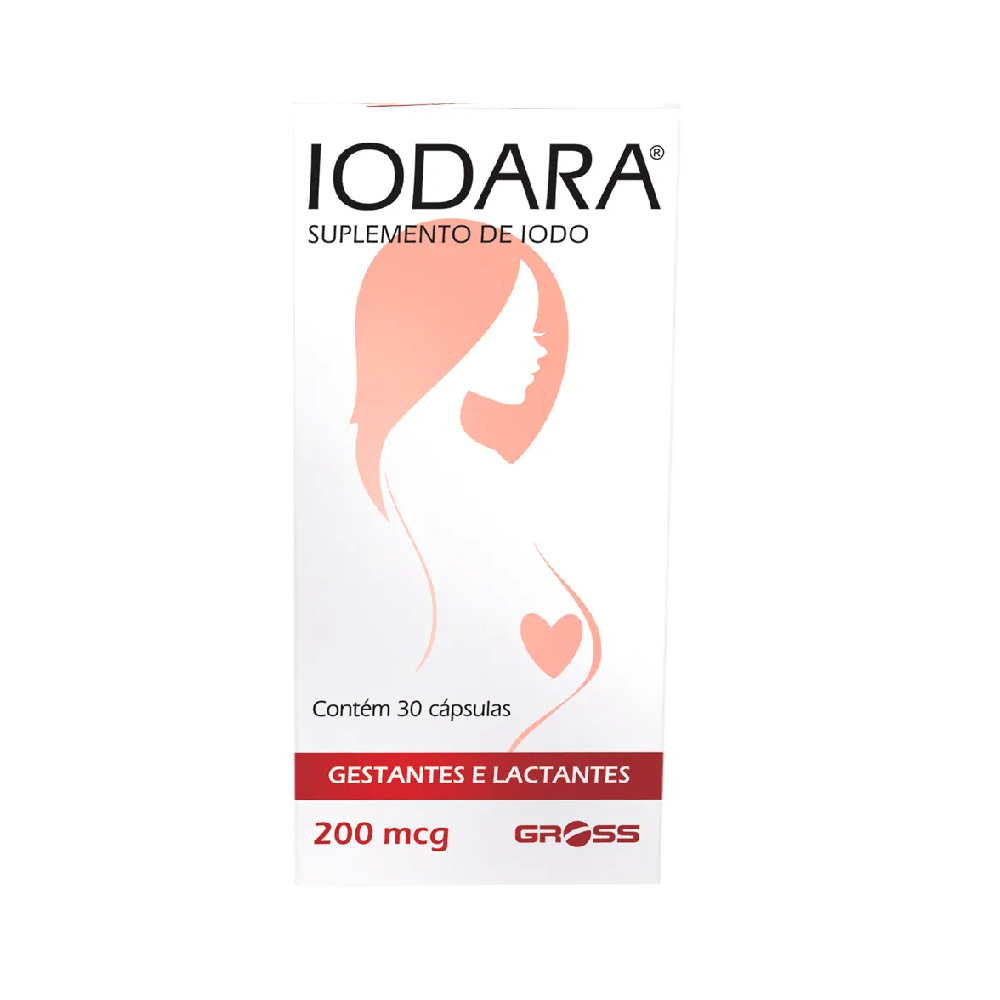 IODARA®
SUPLEMENTO DE IODO
Contém 30 cápsulas
GESTANTES E LACTANTES
200 mcg GROSS